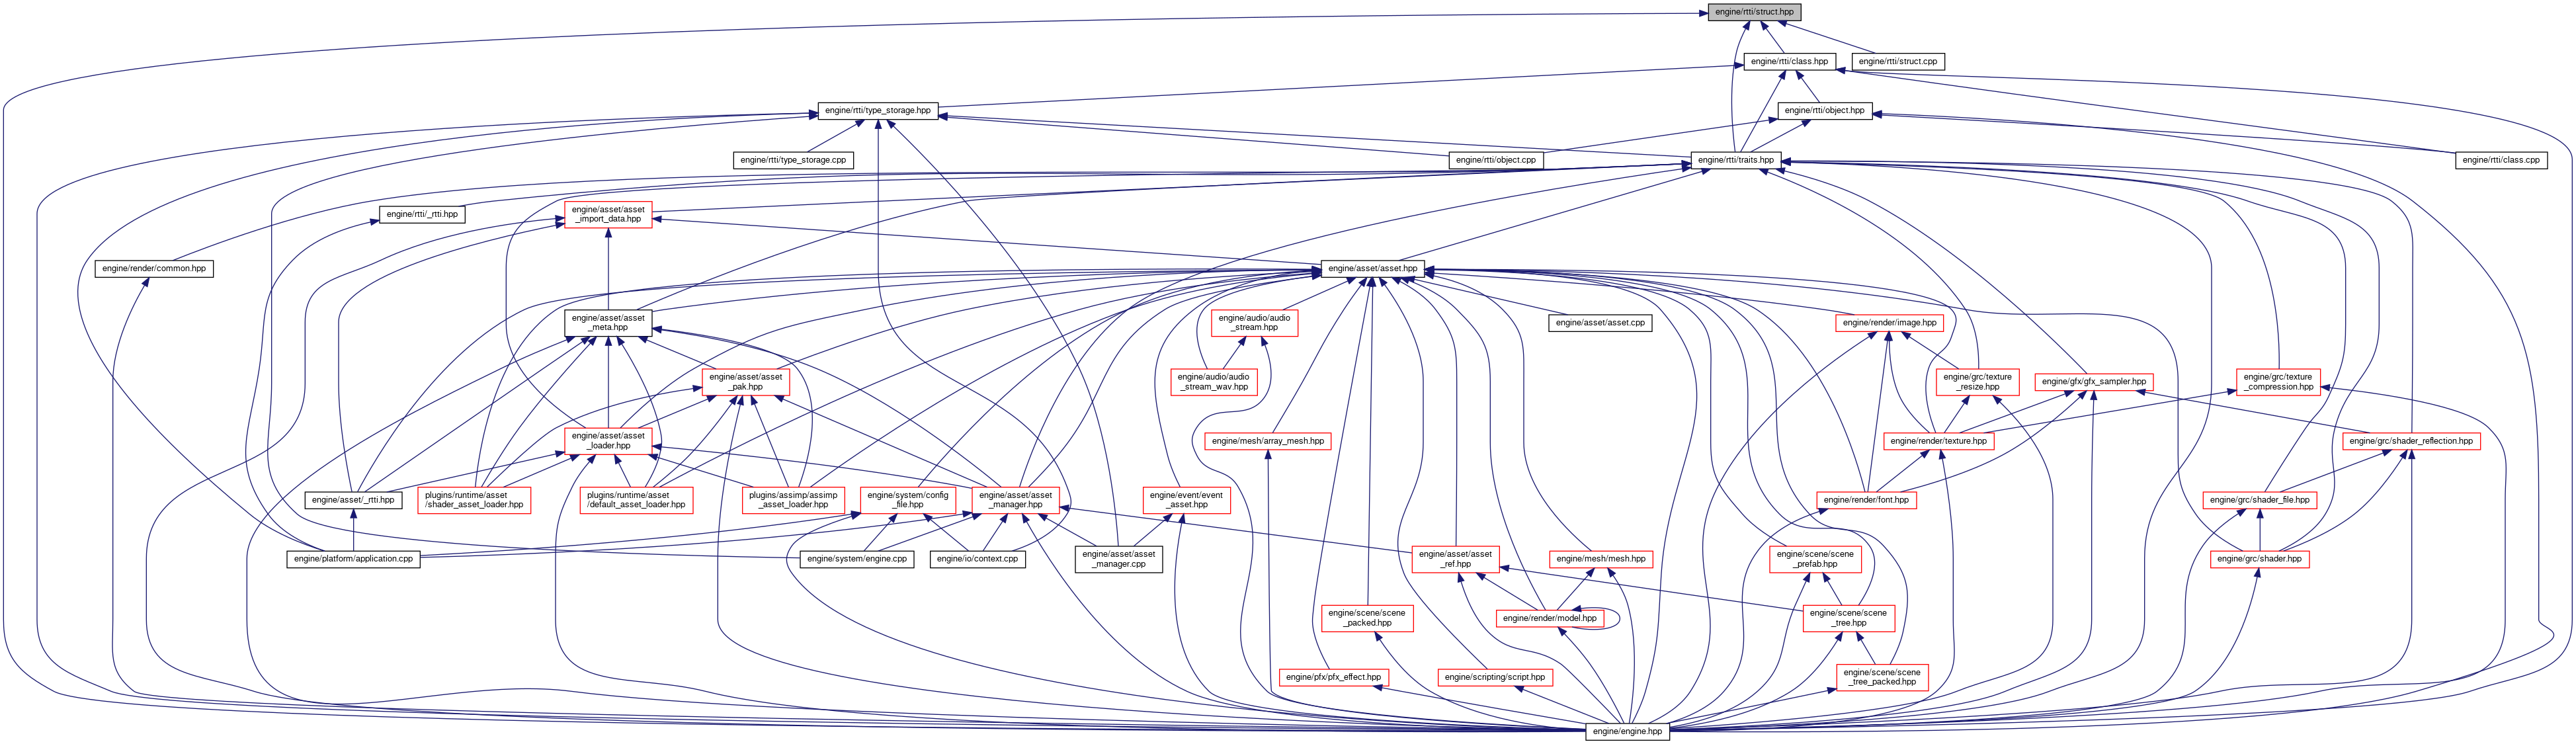 engine/rtti/struct.hpp
engine/rtti/class.hpp
engine/rtti/struct.cpp
engine/rtti/type_storage.hpp
engine/rtti/object.hpp
engine/rtti/type_storage.cpp
engine/rtti/object.cpp
engine/rtti/traits.hpp
engine/rtti/class.cpp
engine/rtti/_rtti.hpp
engine/asset/asset
_import_data.hpp
engine/render/common.hpp
engine/asset/asset.hpp
engine/asset/asset
_meta.hpp
engine/audio/audio
_stream.hpp
engine/asset/asset.cpp
engine/render/image.hpp
engine/asset/asset
_pak.hpp
engine/audio/audio
_stream_wav.hpp
engine/grc/texture
_resize.hpp
engine/gfx/gfx_sampler.hpp
engine/grc/texture
_compression.hpp
engine/asset/asset
_loader.hpp
engine/mesh/array_mesh.hpp
engine/render/texture.hpp
engine/grc/shader_reflection.hpp
engine/asset/_rtti.hpp
plugins/runtime/asset
/shader_asset_loader.hpp
plugins/runtime/asset
/default_asset_loader.hpp
plugins/assimp/assimp
_asset_loader.hpp
engine/system/config
_file.hpp
engine/asset/asset
_manager.hpp
engine/event/event
_asset.hpp
engine/render/font.hpp
engine/grc/shader_file.hpp
engine/platform/application.cpp
engine/system/engine.cpp
engine/io/context.cpp
engine/asset/asset
_manager.cpp
engine/asset/asset
_ref.hpp
engine/mesh/mesh.hpp
engine/scene/scene
_prefab.hpp
engine/grc/shader.hpp
engine/scene/scene
_packed.hpp
engine/render/model.hpp
engine/scene/scene
_tree.hpp
engine/pfx/pfx_effect.hpp
engine/scripting/script.hpp
engine/scene/scene
_tree_packed.hpp
engine/engine.hpp